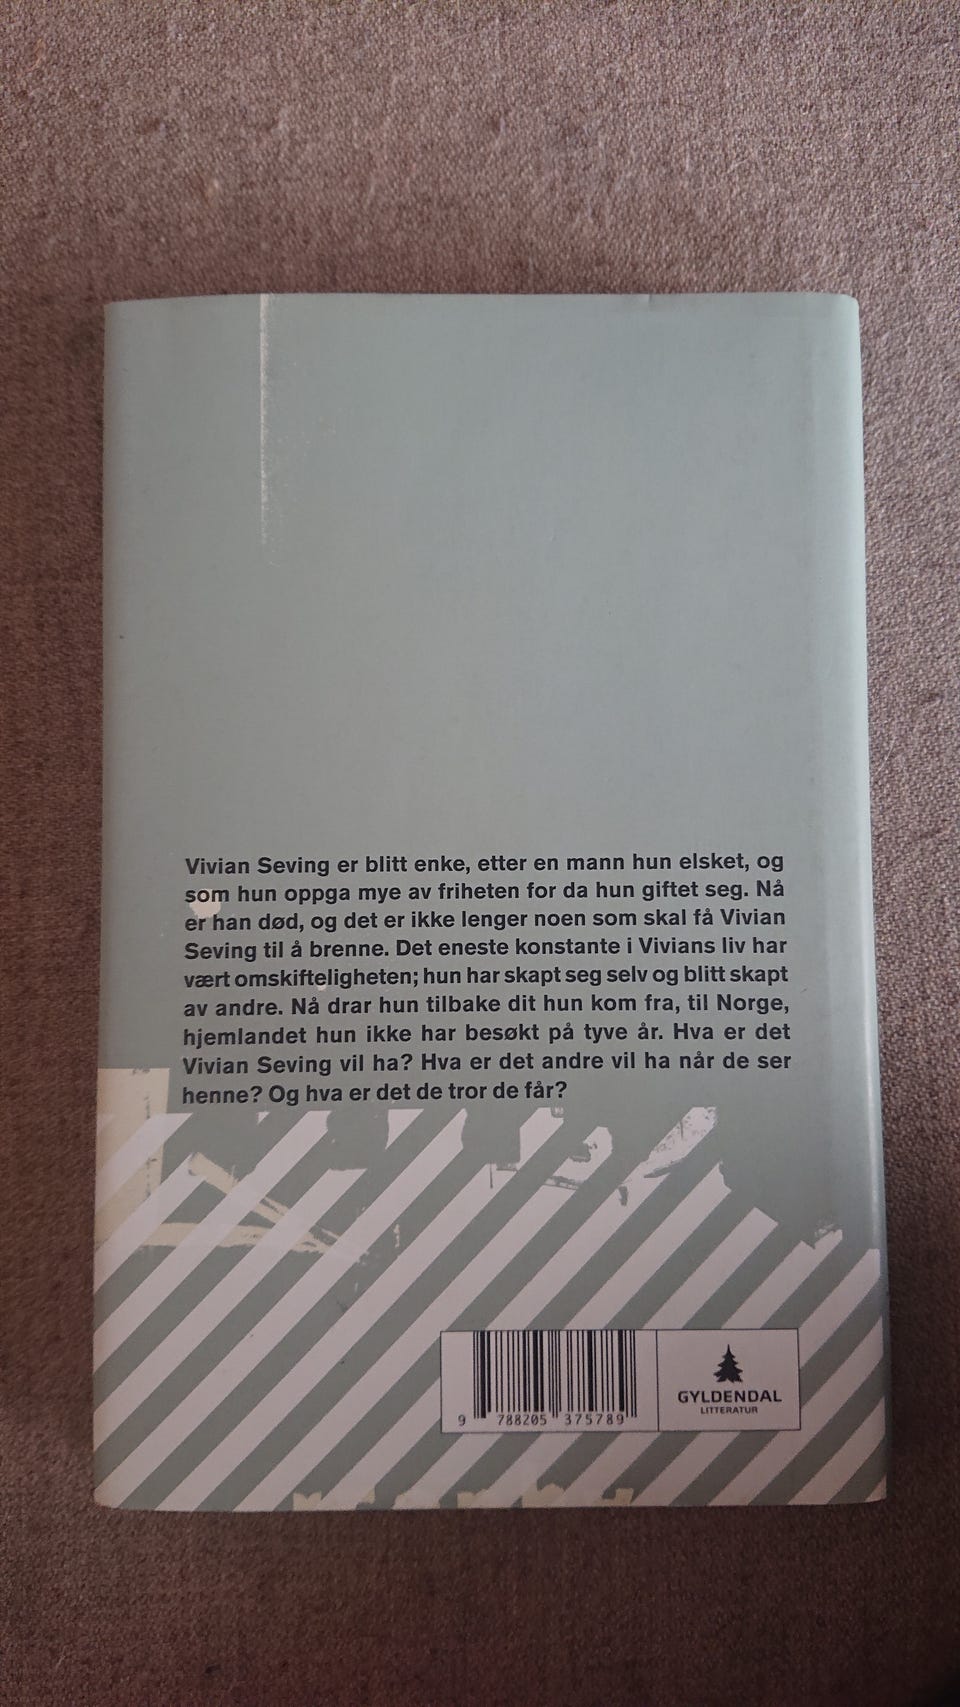 Vivian Seving er blitt enke, etter en mann hun elsket, og
som hun oppga mye av friheten for da hun giftet seg. Nå
er han død, og det er ikke lenger noen som skal få Vivian
Seving til å brenne. Det eneste konstante i Vivians liv har
vært omskifteligheten; hun har skapt seg selv og blitt skapt
av andre. Nå drar hun tilbake dit hun kom fra, til Norge,
hjemlandet hun ikke har besøkt på tyve år. Hva er det
Vivian Seving vil ha? Hva er det andre vil ha når de ser
henne? Og hva er det de tror de får?
9 788205 375789
GYLDENDAL
LITTERATUR